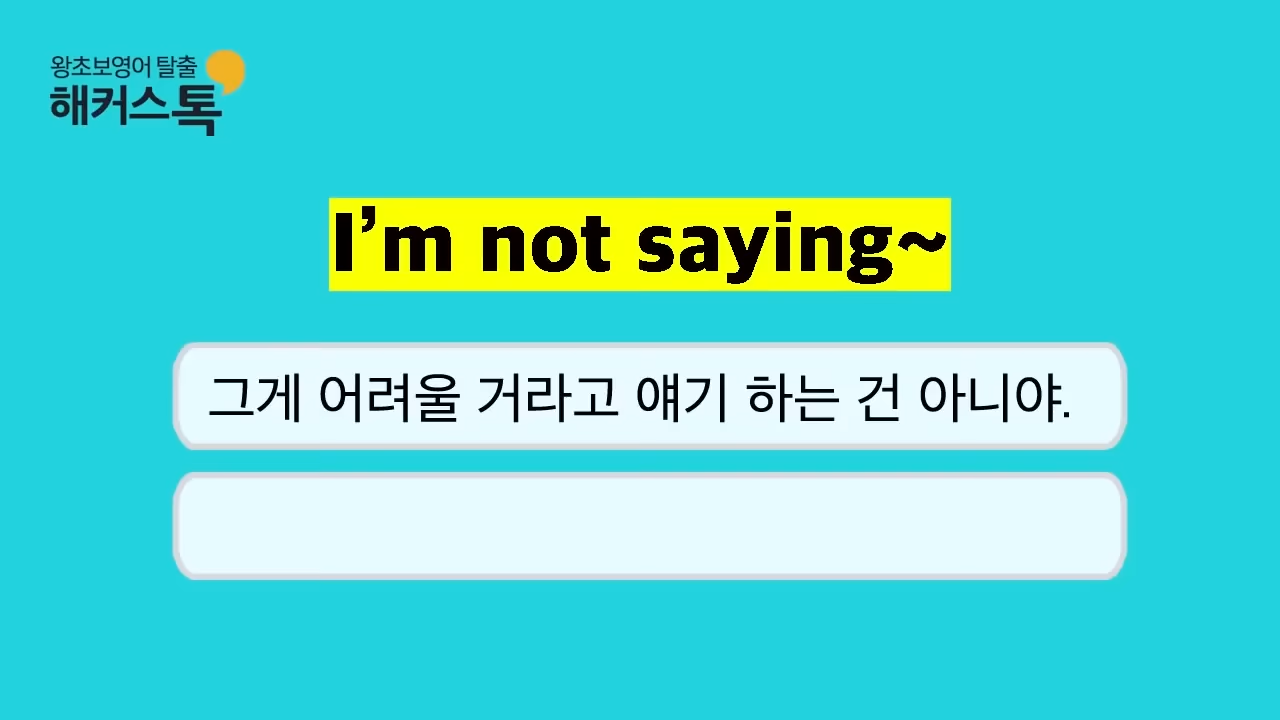 왕초보영어 탈출
해커스톡
I’m not saying~
그게 어려울 거라고 얘기 하는 건 아니야.